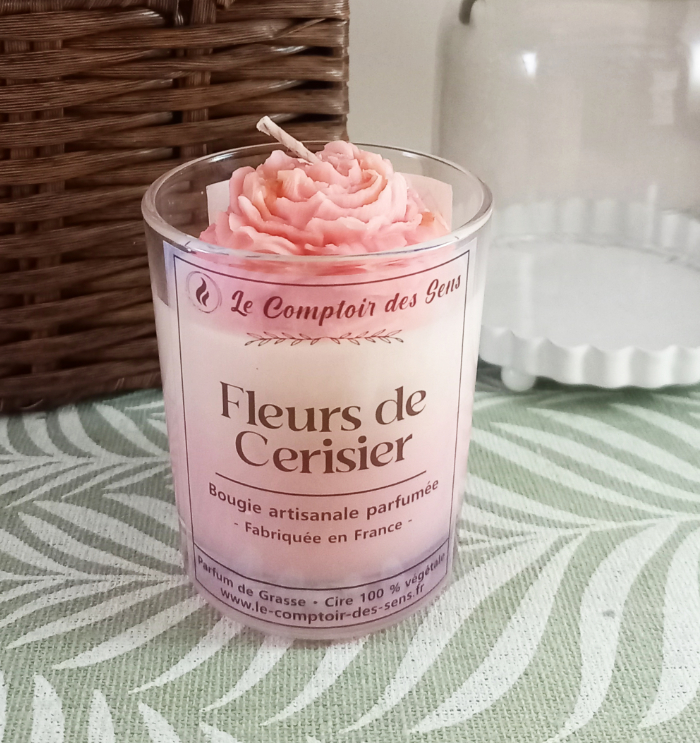 Le Comptoir des Sens
Fleurs de
Cerisier
Bougie artisanale parfumée
- Fabriquée en France -
Parfum de Grasse • Cire 100 % végétale
www.le-comptoir-des-sens.fr